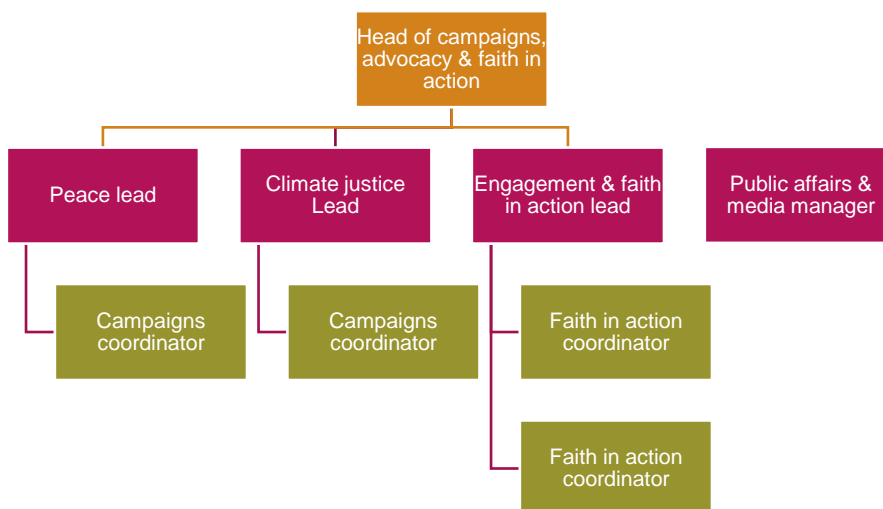 Head of campaigns,
advocacy & faith in
action
Peace lead
Climate justice
Lead
Engagement & faith
in action lead
Public affairs &
media manager
Campaigns
coordinator
Campaigns
coordinator
Faith in action
coordinator
Faith in action
coordinator